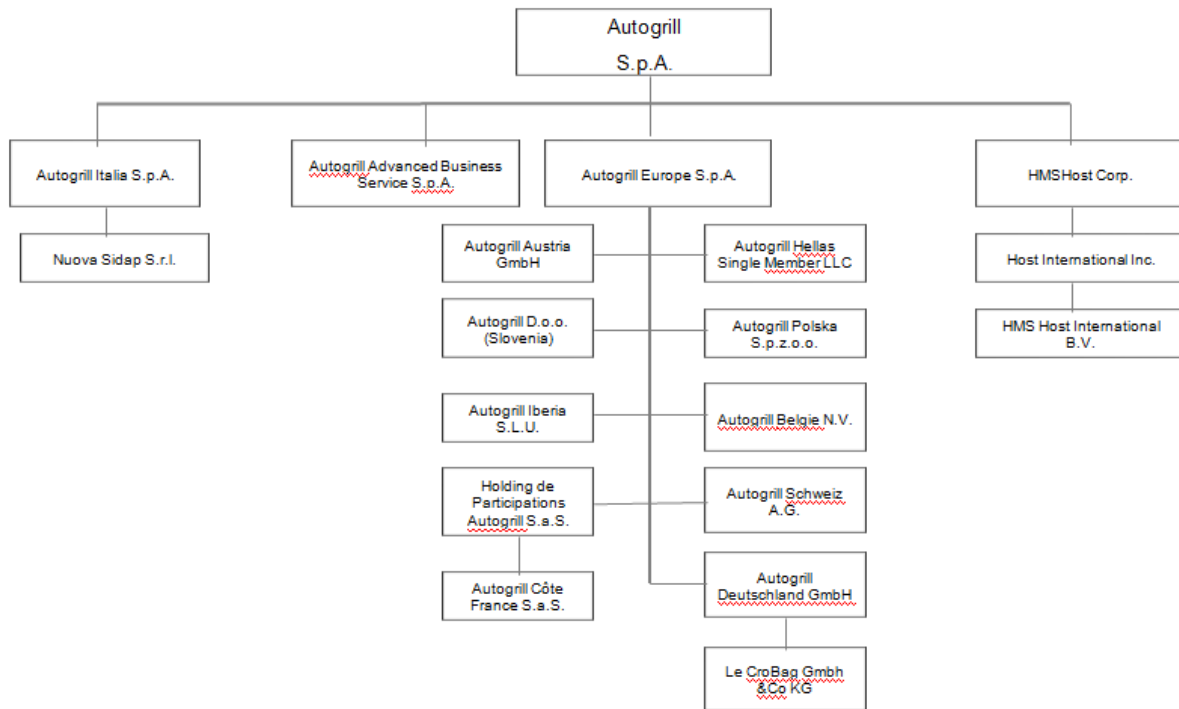 Autogrill
S.p.A.
Autogrill Italia S.p.A.
Autogrill Advanced Business
Service S.p.A.
Autogrill Europe S.p.A.
HMSHost Corp.
Nuova Sidap S.r.l.
Autogrill Austria
GmbH
Autogrill Hellas
Single Member LLC
Host International Inc.
Autogrill D.o.o.
(Slovenia)
Autogrill Polska
S.p.z.o.o.
HMS Host International
B.V.
Autogrill Iberia
S.L.U.
Autogrill Belgie N.V.
Holding de
Participations
Autogrill S.a.S.
Autogrill Schweiz
A.G.
Autogrill Côte
France S.a.S.
Autogrill
Deutschland GmbH
Le CroBag Gmbh
&Co KG